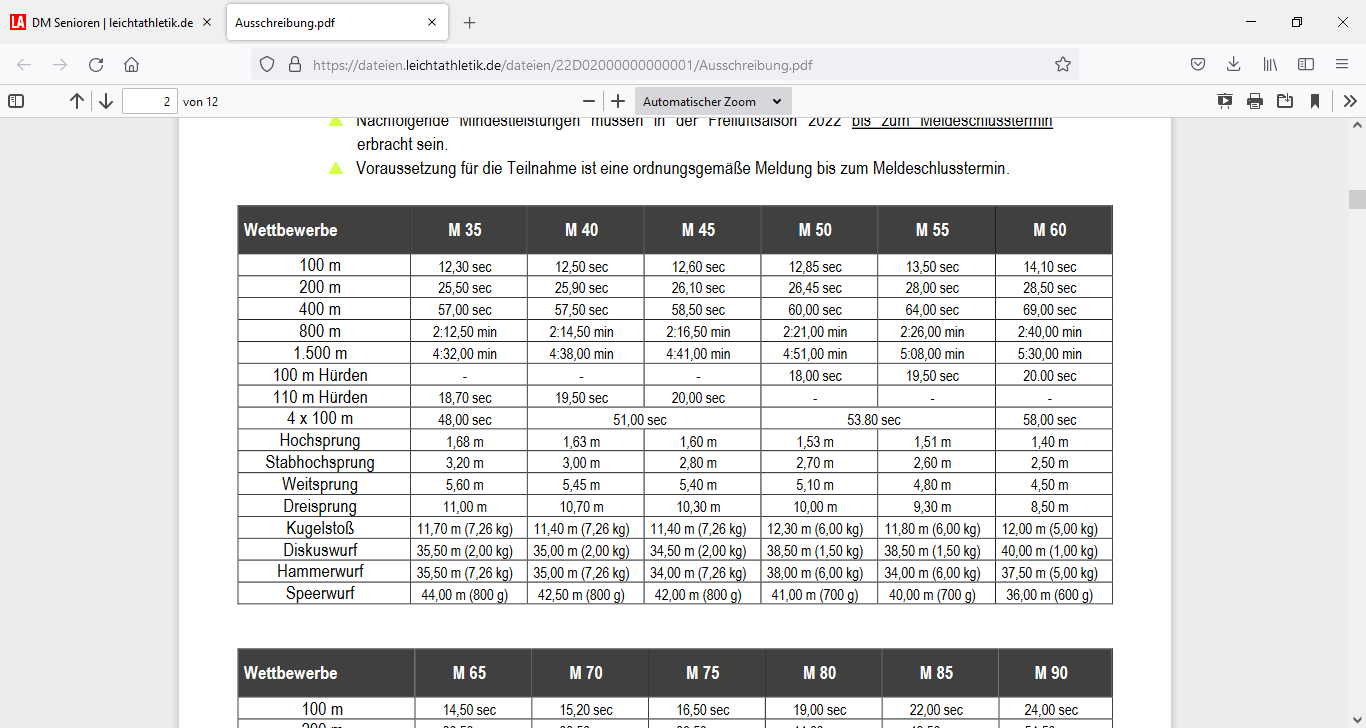 LA DM Senioren | leichtathletik.de
Ausschreibung.pdf
https://dateien.leichtathletik.de/dateien/22D02000000000001/Ausschreibung.pdf
2 von 12 Automatischer Zoom
Nachfolgende Mindestleistungen müssen in der Freiluftsaison 2022 bis zum Meldeschlusstermin
erbracht sein.
Voraussetzung für die Teilnahme ist eine ordnungsgemäße Meldung bis zum Meldeschlusstermin.
Wettbewerbe M 35 M 40 M 45 M 50 M 55 M 60
100 m 12,30 sec 12,50 sec 12,60 sec 12,85 sec 13,50 sec 14,10 sec
200 m 25,50 sec 25,90 sec 26,10 sec 26,45 sec 28,00 sec 28,50 sec
400 m 57,00 sec 57,50 sec 58,50 sec 60,00 sec 64,00 sec 69,00 sec
800 m 2:12,50 min 2:14,50 min 2:16,50 min 2:21,00 min 2:26,00 min 2:40,00 min
1.500 m 4:32,00 min 4:38,00 min 4:41,00 min 4:51,00 min 5:08,00 min 5:30,00 min
100 m Hürden - - - 18,00 sec 19,50 sec 20.00 sec
110 m Hürden 18,70 sec 19,50 sec 20,00 sec - - -
4 x 100 m 48,00 sec 51,00 sec 53.80 sec 58,00 sec
Hochsprung 1,68 m 1,63 m 1,60 m 1,53 m 1,51 m 1,40 m
Stabhochsprung 3,20 m 3,00 m 2,80 m 2,70 m 2,60 m 2,50 m
Weitsprung 5,60 m 5,45 m 5,40 m 5,10 m 4,80 m 4,50 m
Dreisprung 11,00 m 10,70 m 10,30 m 10,00 m 9,30 m 8,50 m
Kugelstoß 11,70 m (7,26 kg) 11,40 m (7,26 kg) 11,40 m (7,26 kg) 12,30 m (6,00 kg) 11,80 m (6,00 kg) 12,00 m (5,00 kg)
Diskuswurf 35,50 m (2,00 kg) 35,00 m (2,00 kg) 34,50 m (2,00 kg) 38,50 m (1,50 kg) 38,50 m (1,50 kg) 40,00 m (1,00 kg)
Hammerwurf 35,50 m (7,26 kg) 35,00 m (7,26 kg) 34,00 m (7,26 kg) 38,00 m (6,00 kg) 34,00 m (6,00 kg) 37,50 m (5,00 kg)
Speerwurf 44,00 m (800 g) 42,50 m (800 g) 42,00 m (800 g) 41,00 m (700 g) 40,00 m (700 g) 36,00 m (600 g)
Wettbewerbe M 65 M 70 M 75 M 80 M 85 M 90
100 m 14,50 sec 15,20 sec 16,50 sec 19,00 sec 22,00 sec 24,00 sec
200 m